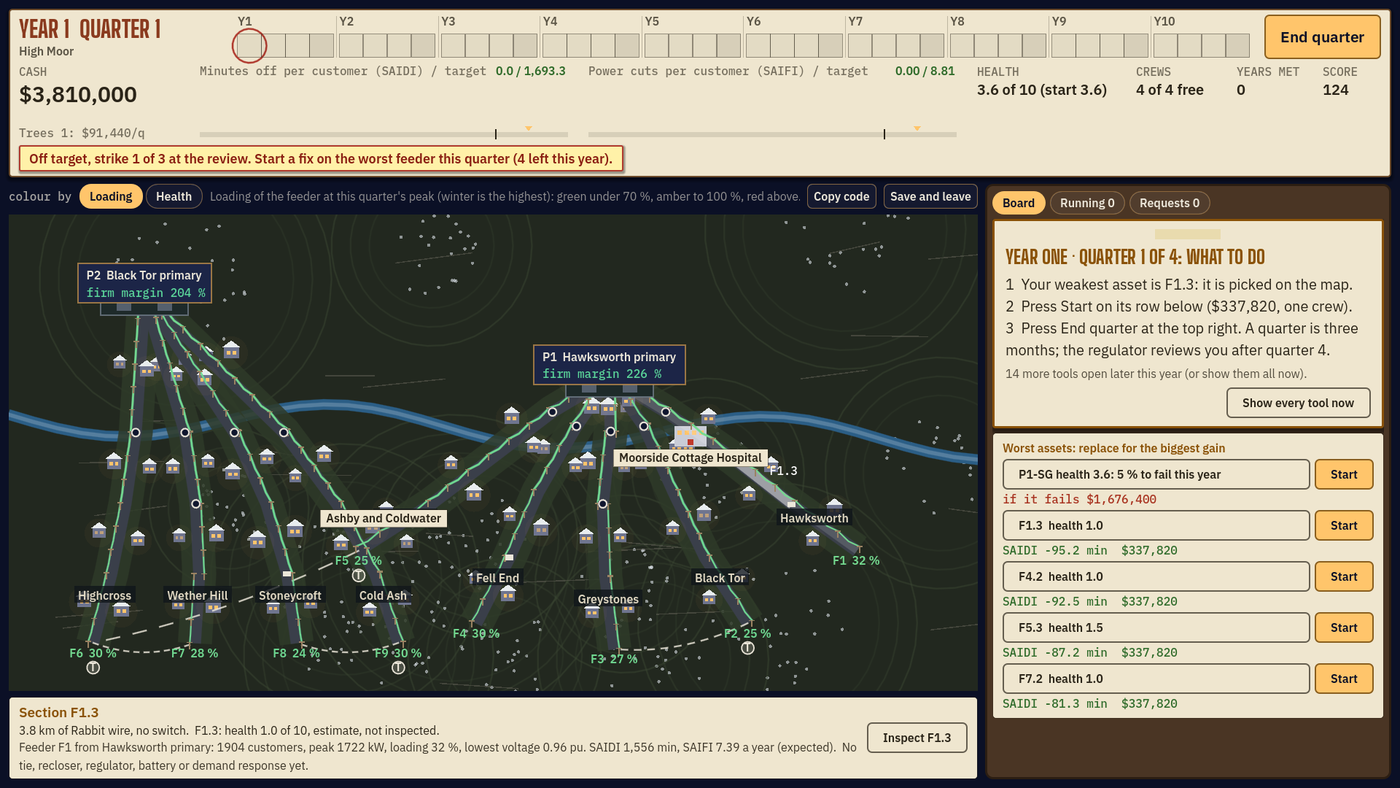 YEAR 1 QUARTER 1
High Moor
CASH
$3,810,000
Trees 1: $91,440/q
Y1 Y2 Y3 Y4 Y5 Y6 Y7 Y8 Y9 Y10
End quarter
Minutes off per customer (SAIDI) / target 0.0 / 1,693.3
Power cuts per customer (SAIFI) / target 0.00 / 8.81
HEALTH
3.6 of 10 (start 3.6)
CREWS
4 of 4 free
YEARS MET
0
SCORE
124
Off target, strike 1 of 3 at the review. Start a fix on the worst feeder this quarter (4 left this year).
colour by Loading Health Loading of the feeder at this quarter's peak (winter is the highest): green under 70 %, amber to 100 %, red above. Copy code Save and leave
P2 Black Tor primary
firm margin 204 %
P1 Hawksworth primary
firm margin 226 %
Moorside Cottage Hospital
F1.3
Ashby and Coldwater
Hawksworth
F5 25 %
F1 32 %
T
Fell End
Black Tor
Highcross
Wether Hill
Stoneycroft
Cold Ash
Greystones
F4 30 %
F2 25 %
T
F6 30 %
F7 28 %
F8 24 %
F9 30 %
F3 27 %
T
T
Section F1.3
3.8 km of Rabbit wire, no switch. F1.3: health 1.0 of 10, estimate, not inspected.
Feeder F1 from Hawksworth primary: 1904 customers, peak 1722 kW, loading 32 %, lowest voltage 0.96 pu. SAIDI 1,556 min, SAIFI 7.39 a year (expected). No
tie, recloser, regulator, battery or demand response yet.
Inspect F1.3
Board Running 0 Requests 0
YEAR ONE · QUARTER 1 OF 4: WHAT TO DO
1 Your weakest asset is F1.3: it is picked on the map.
2 Press Start on its row below ($337,820, one crew).
3 Press End quarter at the top right. A quarter is three
months; the regulator reviews you after quarter 4.
14 more tools open later this year (or show them all now).
Show every tool now
Worst assets: replace for the biggest gain
P1-SG health 3.6: 5 % to fail this year Start
if it fails $1,676,400
F1.3 health 1.0 Start
SAIDI -95.2 min $337,820
F4.2 health 1.0 Start
SAIDI -92.5 min $337,820
F5.3 health 1.5 Start
SAIDI -87.2 min $337,820
F7.2 health 1.0 Start
SAIDI -81.3 min $337,820